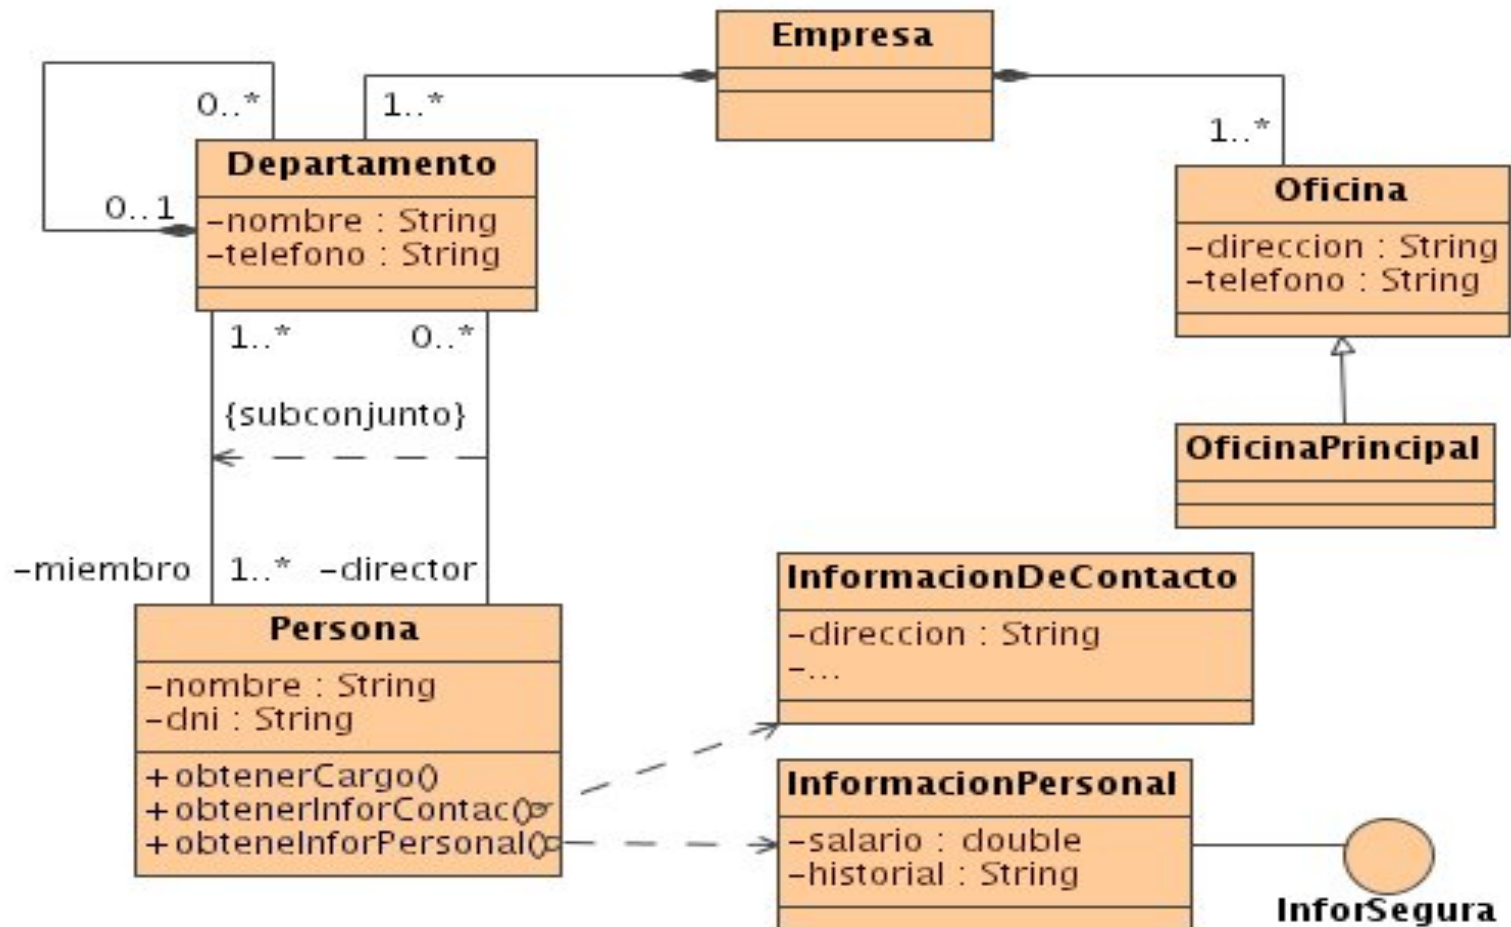 Empresa
0..*
1..*
1..*
Departamento
-nombre : String
-telefono : String
0..1
Oficina
-direccion : String
-telefono : String
1..*
0..*
{subconjunto}
OficinaPrincipal
-miembro
1..*
-director
Persona
-nombre : String
-dni : String
+obtenerCargo()
+obtenerInforContac()
+obteneInforPersonal()
InformacionDeContacto
-direccion : String
-...
InformacionPersonal
-salario : double
-historial : String
InforSegura